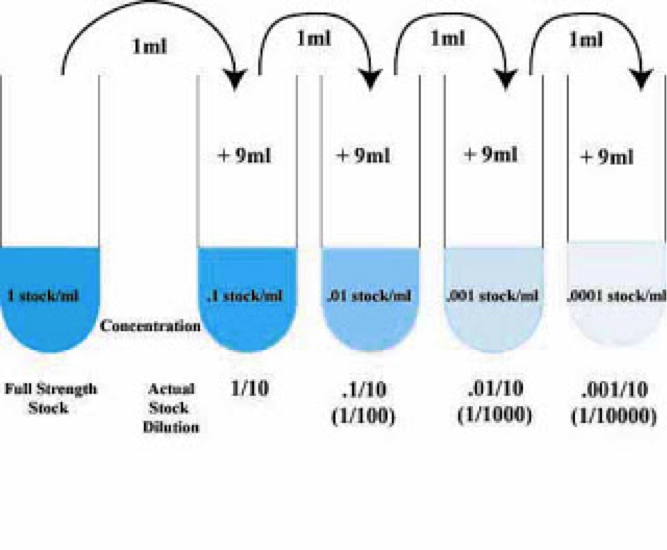 1ml
1ml
1ml
1ml
+ 9ml
+ 9ml
+ 9ml
+ 9ml
1 stock/ml
.1 stock/ml
.01 stock/ml
.001 stock/ml
.0001 stock/ml
Concentration
Full Strength
Stock
Actual
Stock
Dilution
1/10
.1/10
(1/100)
.01/10
(1/1000)
.001/10
(1/10000)